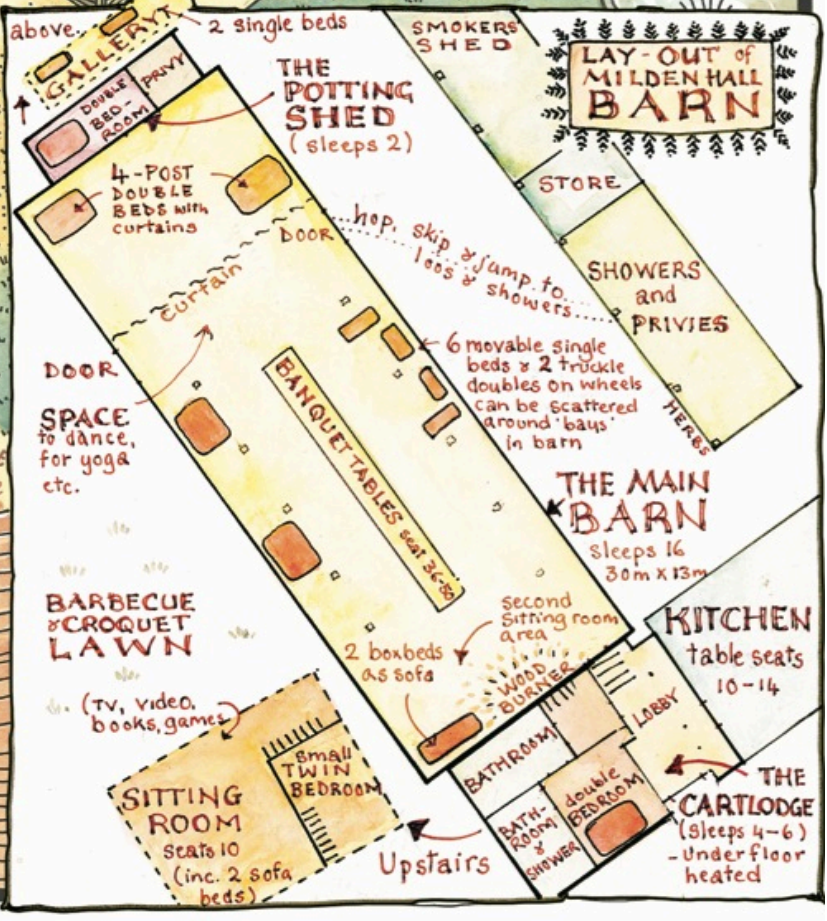 above..
2 single beds
GALLERY
DOUBLE
BED-
ROOM
PRIVY
THE
POTTING
SHED
(sleeps 2)
SMOKERS'
SHED
LAY-OUT of
MILDENHALL
BARN
4-POST
DOUBLE
BEDS with
curtains
DOOR
Curtain
STORE
hop, skip & jump to...
loos & showers...
SHOWERS
and
PRIVIES
HERBS
DOOR
SPACE
to dance,
for yoga
etc.
6 movable single
beds & 2 truckle
doubles on wheels
can be scattered
around 'bays'
in barn
BANQUET TABLES seat 36-50
THE MAIN
BARN
sleeps 16
30m x 13m
BARBECUE
& CROQUET
LAWN
second
sitting room
area
2 boxbeds
as sofa
WOOD
BURNER
KITCHEN
table seats
10-14
LOBBY
(TV, video,
books, games
small
TWIN
BEDROOM
SITTING
ROOM
seats 10
(inc. 2 sofa
beds)
Upstairs
BATHROOM
BATH-
ROOM
&
SHOWER
double
BEDROOM
THE
CARTLODGE
(sleeps 4-6)
- underfloor
heated